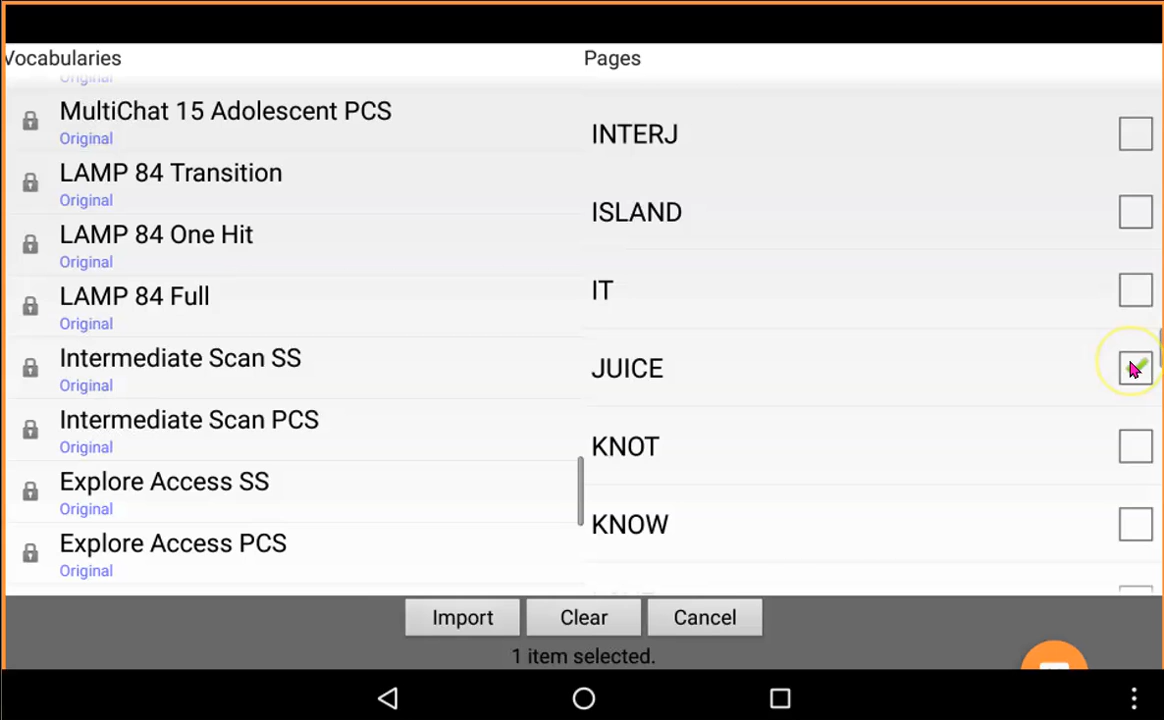 Vocabularies
Original
MultiChat 15 Adolescent PCS
Original
LAMP 84 Transition
Original
LAMP 84 One Hit
Original
LAMP 84 Full
Original
Intermediate Scan SS
Original
Intermediate Scan PCS
Original
Explore Access SS
Original
Explore Access PCS
Original
Pages
INTERJ
ISLAND
IT
JUICE
KNOT
KNOW
Import
Clear
Cancel
1 item selected.